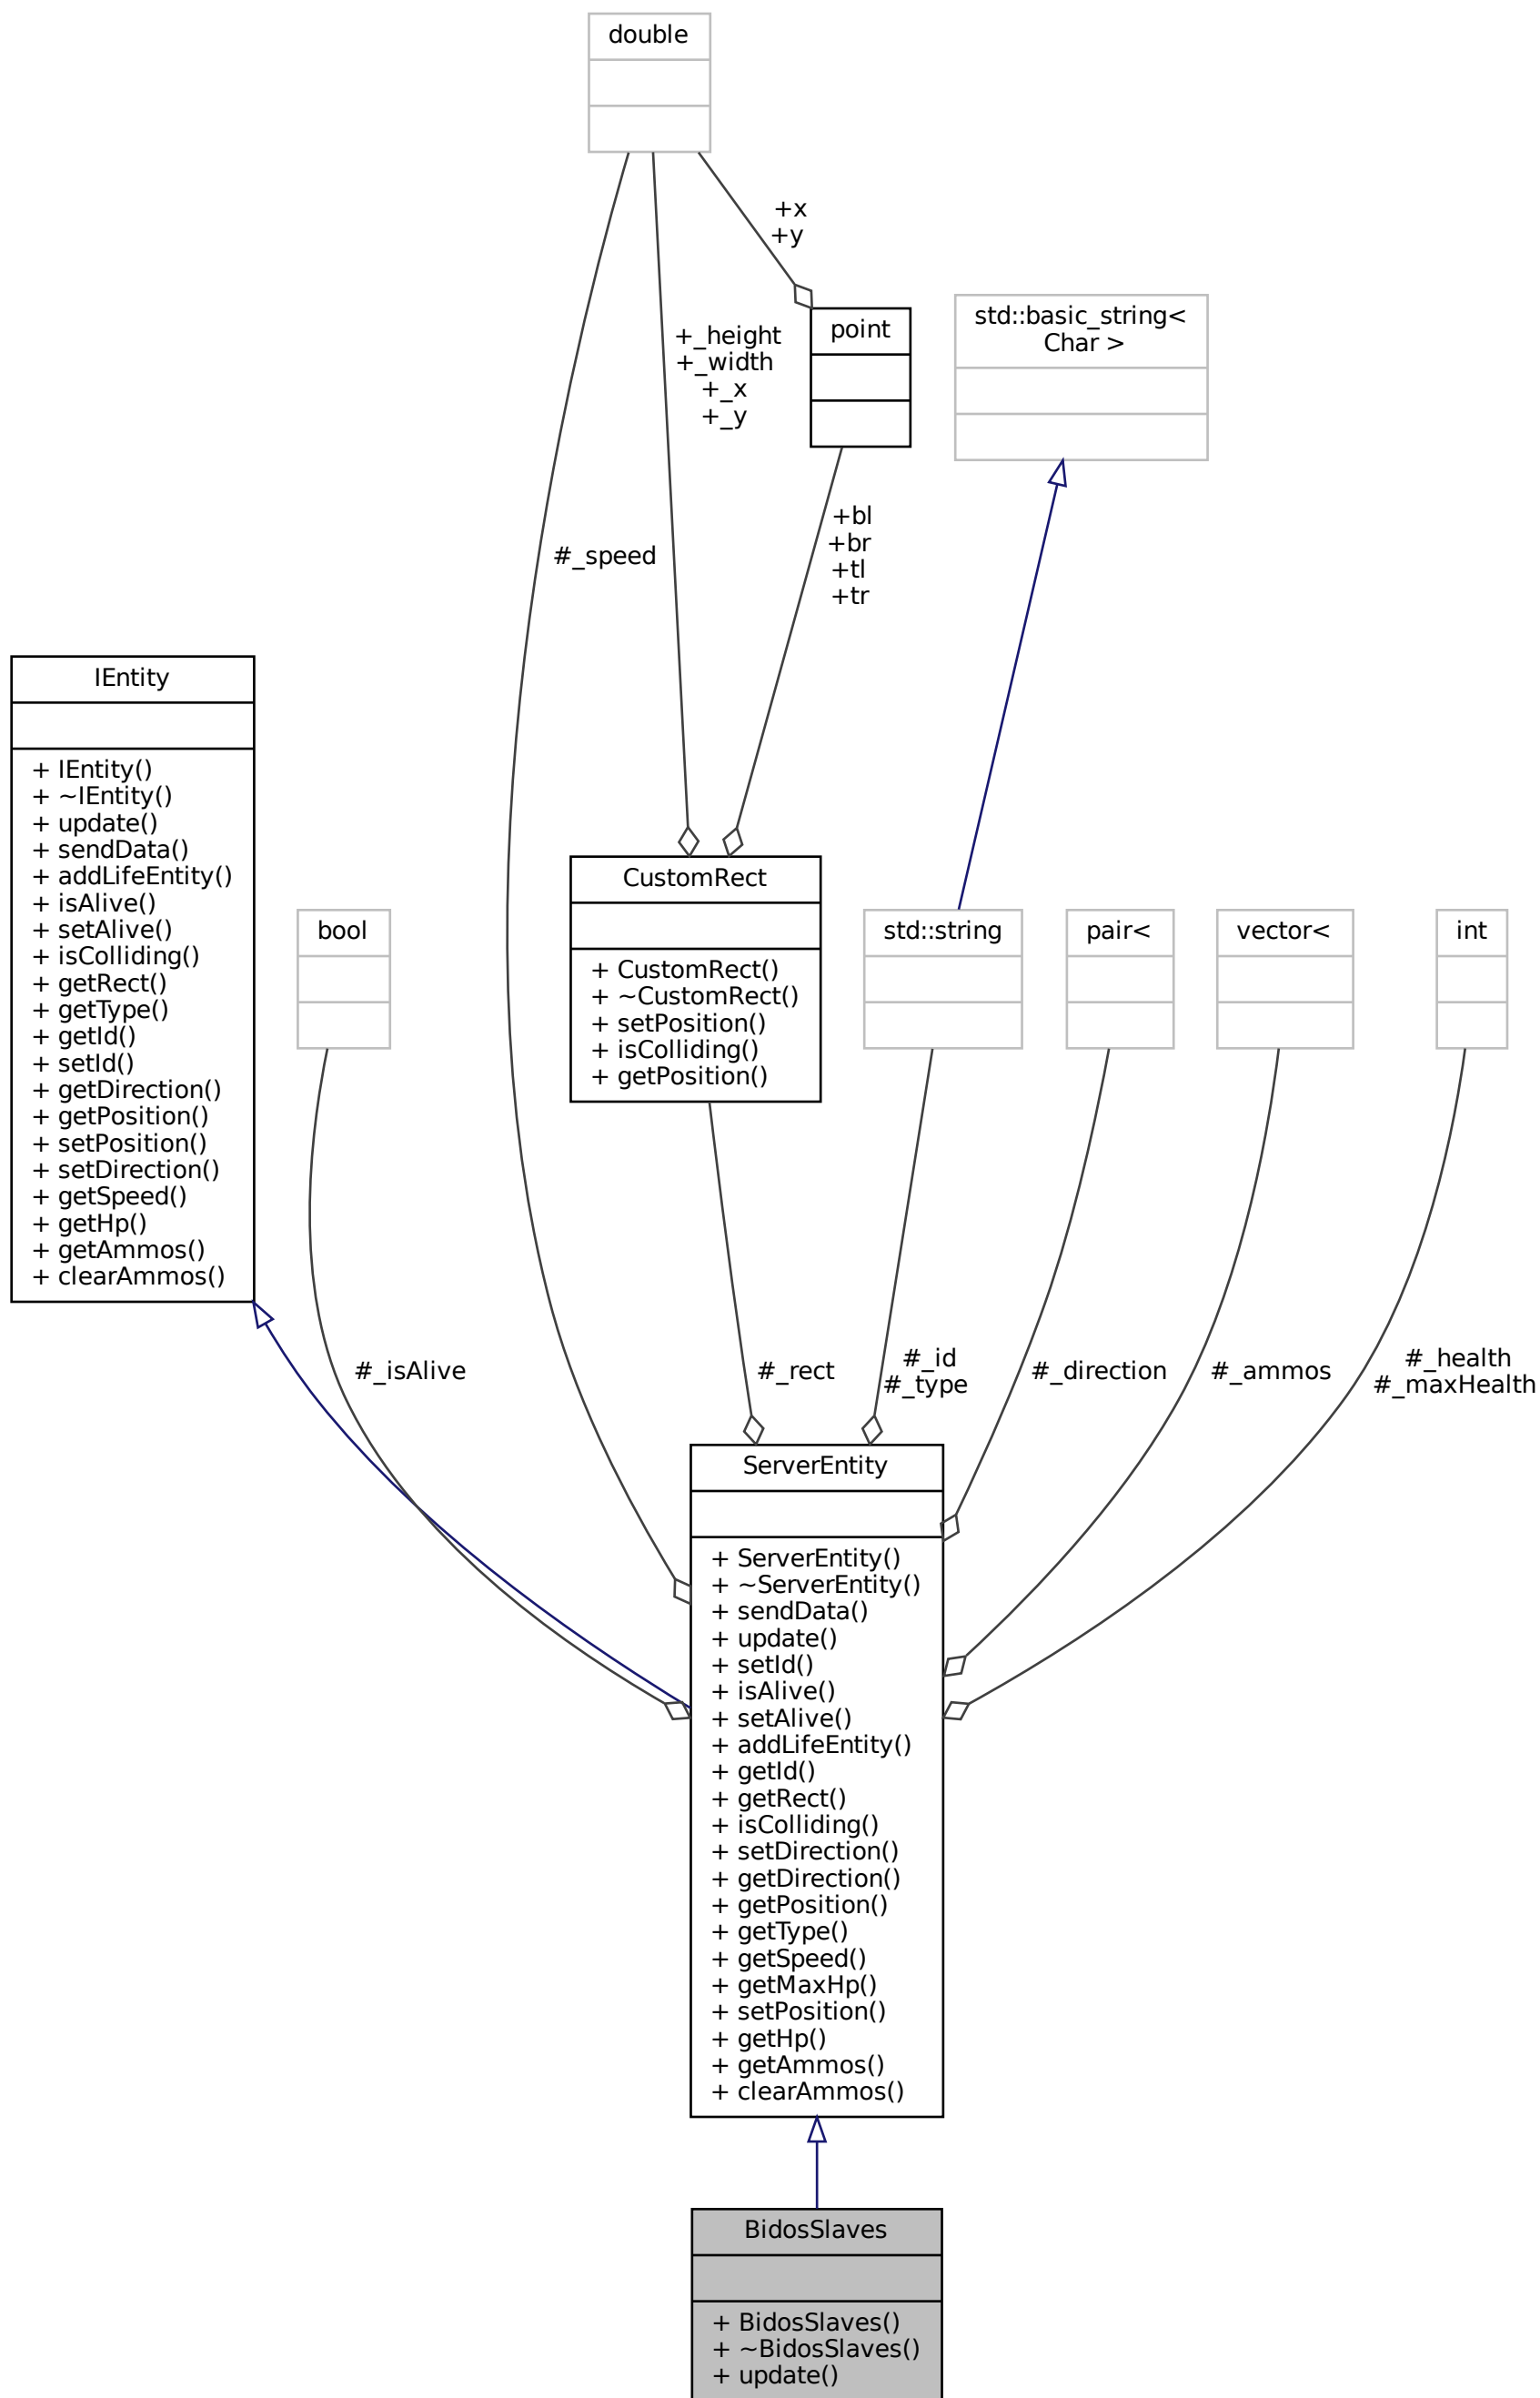 double
+x
+y
std::basic_string<
Char >
point
+_height
+_width
+_x
+_y
+bl
+br
+tl
+tr
#_speed
IEntity
+ IEntity()
+ ~IEntity()
+ update()
+ sendData()
+ addLifeEntity()
+ isAlive()
+ setAlive()
+ isColliding()
+ getRect()
+ getType()
+ getId()
+ setId()
+ getDirection()
+ getPosition()
+ setPosition()
+ setDirection()
+ getSpeed()
+ getHp()
+ getAmmos()
+ clearAmmos()
bool
CustomRect
+ CustomRect()
+ ~CustomRect()
+ setPosition()
+ isColliding()
+ getPosition()
std::string
pair<
vector<
int
#_isAlive
#_rect
#_id
#_type
#_direction
#_ammos
#_health
#_maxHealth
ServerEntity
+ ServerEntity()
+ ~ServerEntity()
+ sendData()
+ update()
+ setId()
+ isAlive()
+ setAlive()
+ addLifeEntity()
+ getId()
+ getRect()
+ isColliding()
+ setDirection()
+ getDirection()
+ getPosition()
+ getType()
+ getSpeed()
+ getMaxHp()
+ setPosition()
+ getHp()
+ getAmmos()
+ clearAmmos()
BidosSlaves
+ BidosSlaves()
+ ~BidosSlaves()
+ update()